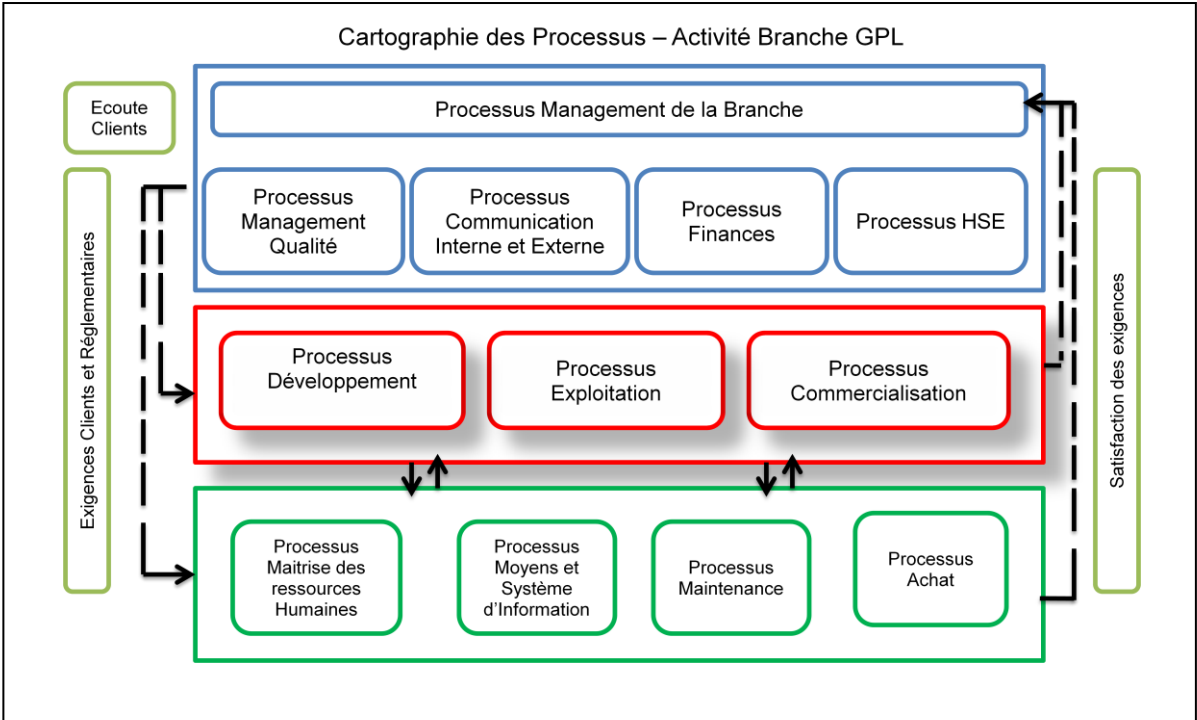 Cartographie des Processus – Activité Branche GPL
Ecoute
Clients
Processus Management de la Branche
Exigences Clients et Réglementaires
Processus
Management
Qualité
Processus
Communication
Interne et Externe
Processus
Finances
Processus HSE
Satisfaction des exigences
Processus
Développement
Processus
Exploitation
Processus
Commercialisation
Processus
Maitrise des
ressources
Humaines
Processus
Moyens et
Système
d’Information
Processus
Maintenance
Processus
Achat